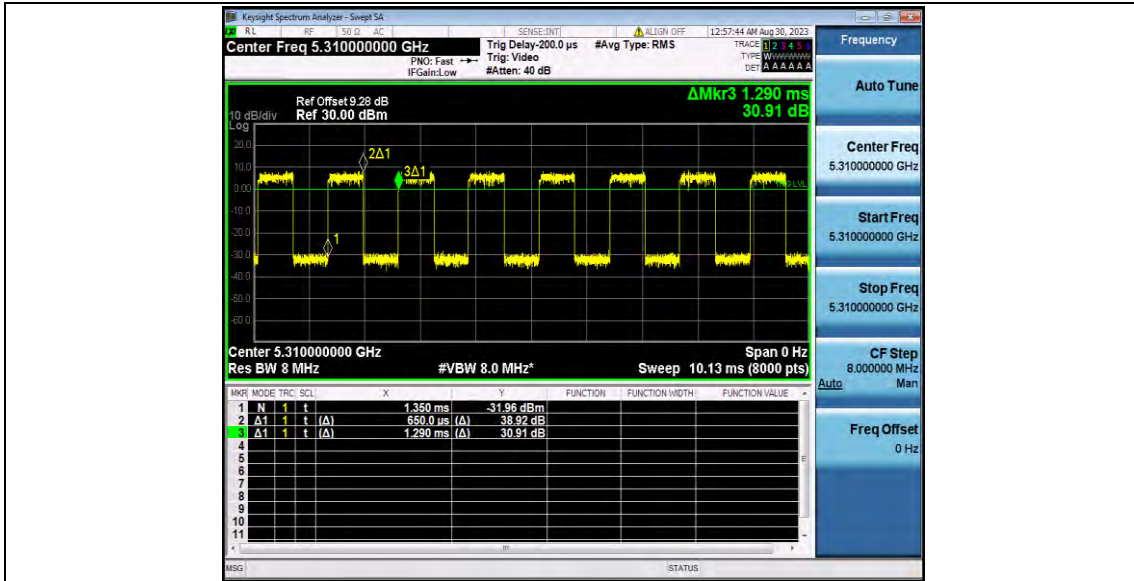 Keysight Spectrum Analyzer - Swept SA
RL RF 50 Ω AC SENSE:INT ALIGN OFF 12:57:44 AM Aug 30, 2023
Center Freq 5.310000000 GHz
PNO: Fast
IFGain:Low
Trig Delay-200.0 µs
Trig: Video
#Atten: 40 dB
#Avg Type: RMS
TRACE 1 2 3 4 5 6
TYPE WWWWWW
DET A A A A A A
Frequency
Auto Tune
Center Freq
5.310000000 GHz
Start Freq
5.310000000 GHz
Stop Freq
5.310000000 GHz
CF Step
8.000000 MHz
Auto Man
Freq Offset
0 Hz
ΔMkr3 1.290 ms
30.91 dB
Ref Offset 9.28 dB
10 dB/div Ref 30.00 dBm
Log
20.0
10.0
0.00
-10.0
-20.0
-30.0
-40.0
-50.0
-60.0
2Δ1
3Δ1
1
LVL
Center 5.310000000 GHz Span 0 Hz
Res BW 8 MHz #VBW 8.0 MHz* Sweep 10.13 ms (8000 pts)
MKR MODE TRC SCL X Y FUNCTION FUNCTION WIDTH FUNCTION VALUE
1 N 1 t 1.350 ms -31.96 dBm
2 Δ1 1 t (Δ) 650.0 µs (Δ) 38.92 dB
3 Δ1 1 t (Δ) 1.290 ms (Δ) 30.91 dB
4
5
6
7
8
9
10
11
MSG STATUS